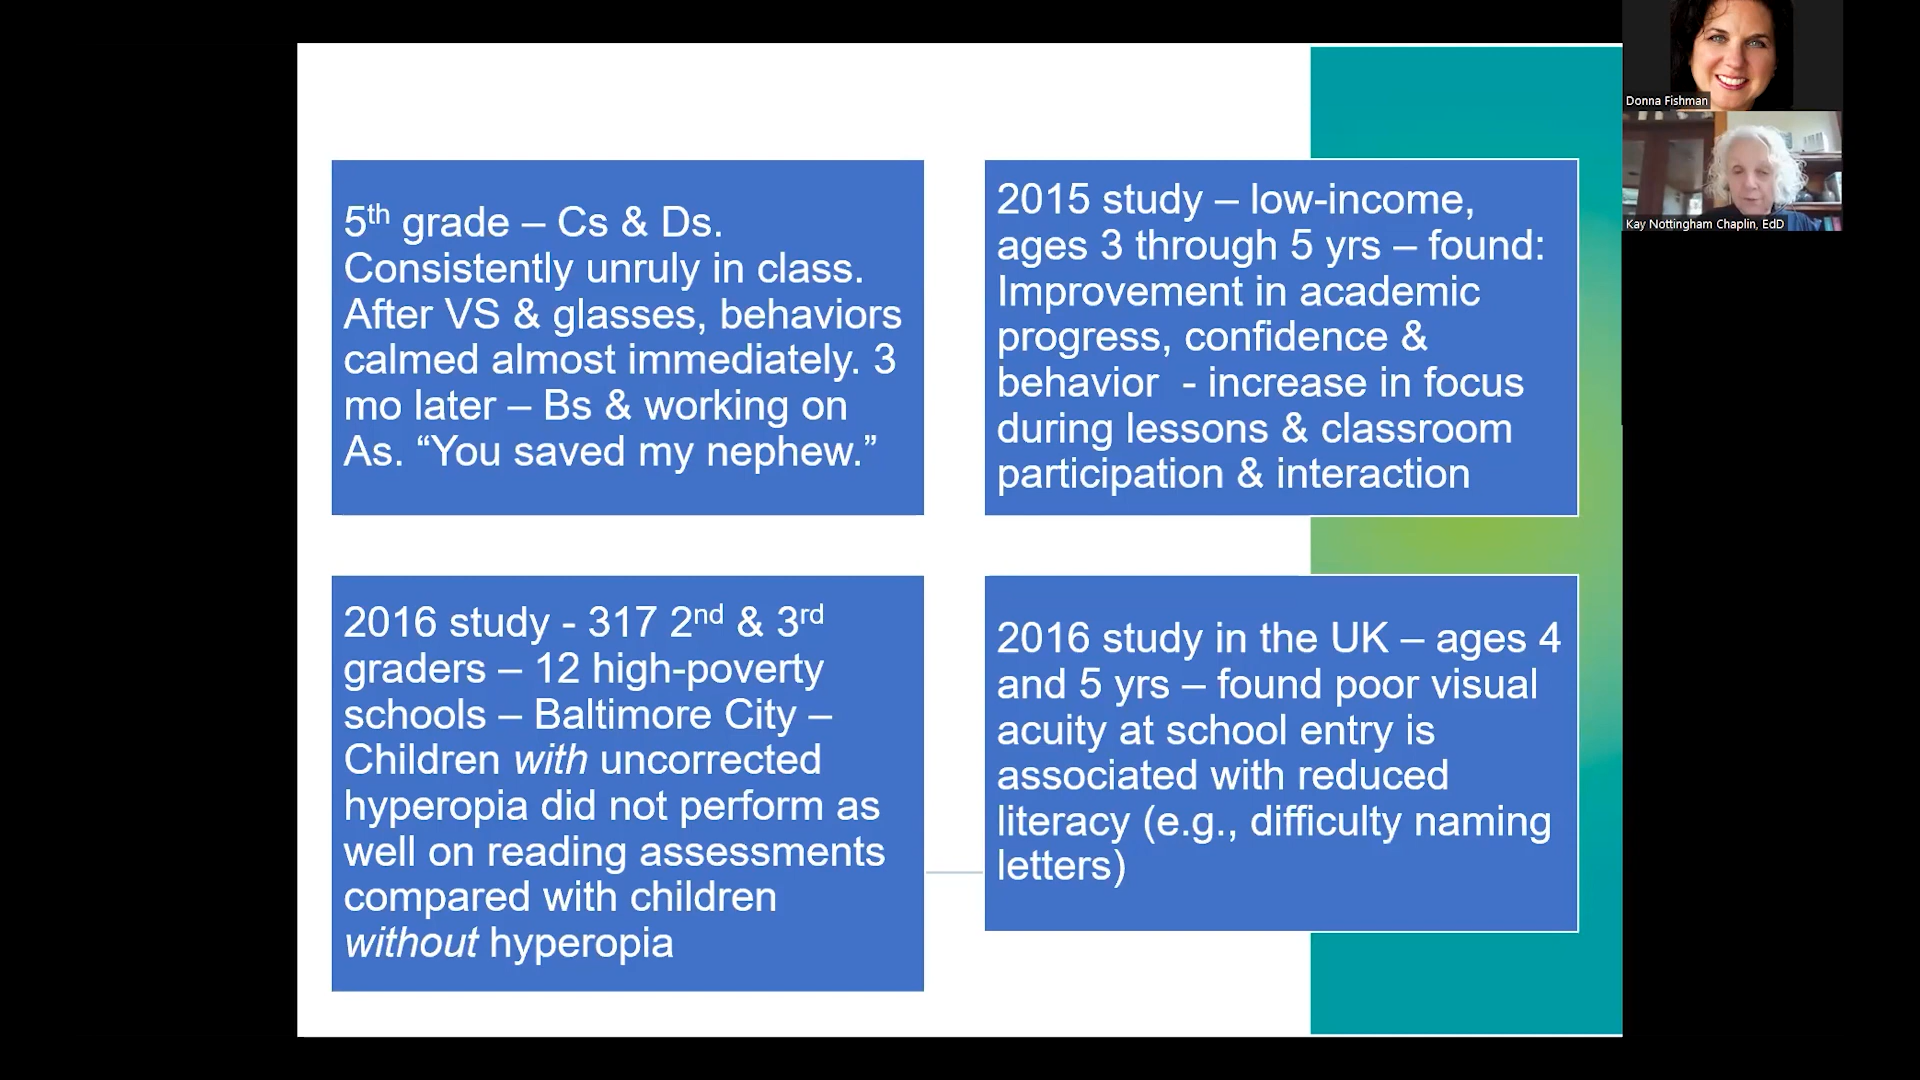 5th grade – Cs & Ds.
Consistently unruly in class.
After VS & glasses, behaviors
calmed almost immediately. 3
mo later – Bs & working on
As. “You saved my nephew.”
2015 study – low-income,
ages 3 through 5 yrs – found:
Improvement in academic
progress, confidence &
behavior  - increase in focus
during lessons & classroom
participation & interaction
2016 study - 317 2nd & 3rd
graders – 12 high-poverty
schools – Baltimore City –
Children with uncorrected
hyperopia did not perform as
well on reading assessments
compared with children
without hyperopia
2016 study in the UK – ages 4
and 5 yrs – found poor visual
acuity at school entry is
associated with reduced
literacy (e.g., difficulty naming
letters)
Donna Fishman
Kay Nottingham Chaplin, EdD